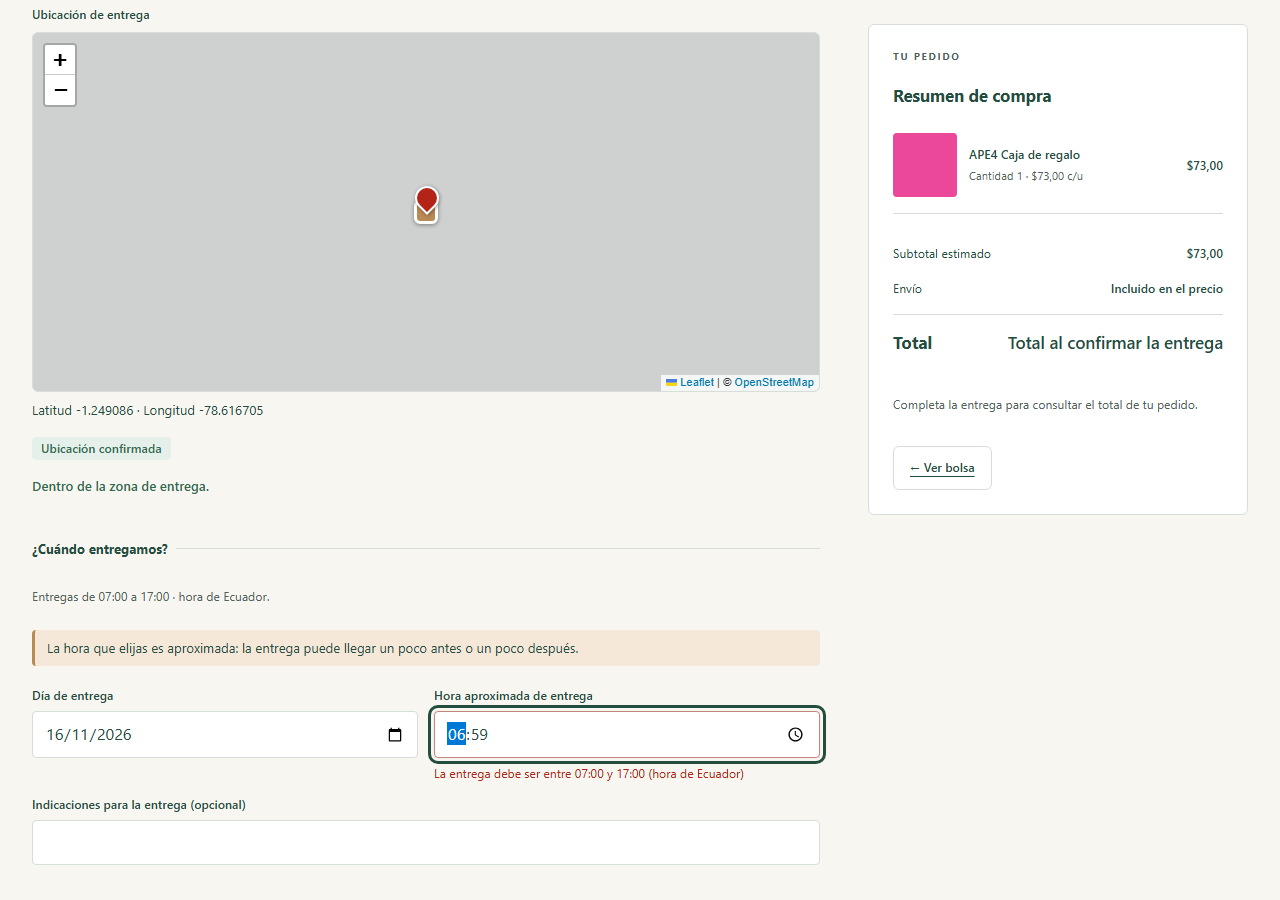 Ubicación de entrega
+
−
Leaflet | © OpenStreetMap
Latitud -1.249086 · Longitud -78.616705
Ubicación confirmada
Dentro de la zona de entrega.
¿Cuándo entregamos?
Entregas de 07:00 a 17:00 · hora de Ecuador.
La hora que elijas es aproximada: la entrega puede llegar un poco antes o un poco después.
Día de entrega
16/11/2026
Hora aproximada de entrega
06:59
La entrega debe ser entre 07:00 y 17:00 (hora de Ecuador)
Indicaciones para la entrega (opcional)
TU PEDIDO
Resumen de compra
APE4 Caja de regalo
Cantidad 1 · $73,00 c/u
$73,00
Subtotal estimado $73,00
Envío Incluido en el precio
Total Total al confirmar la entrega
Completa la entrega para consultar el total de tu pedido.
← Ver bolsa